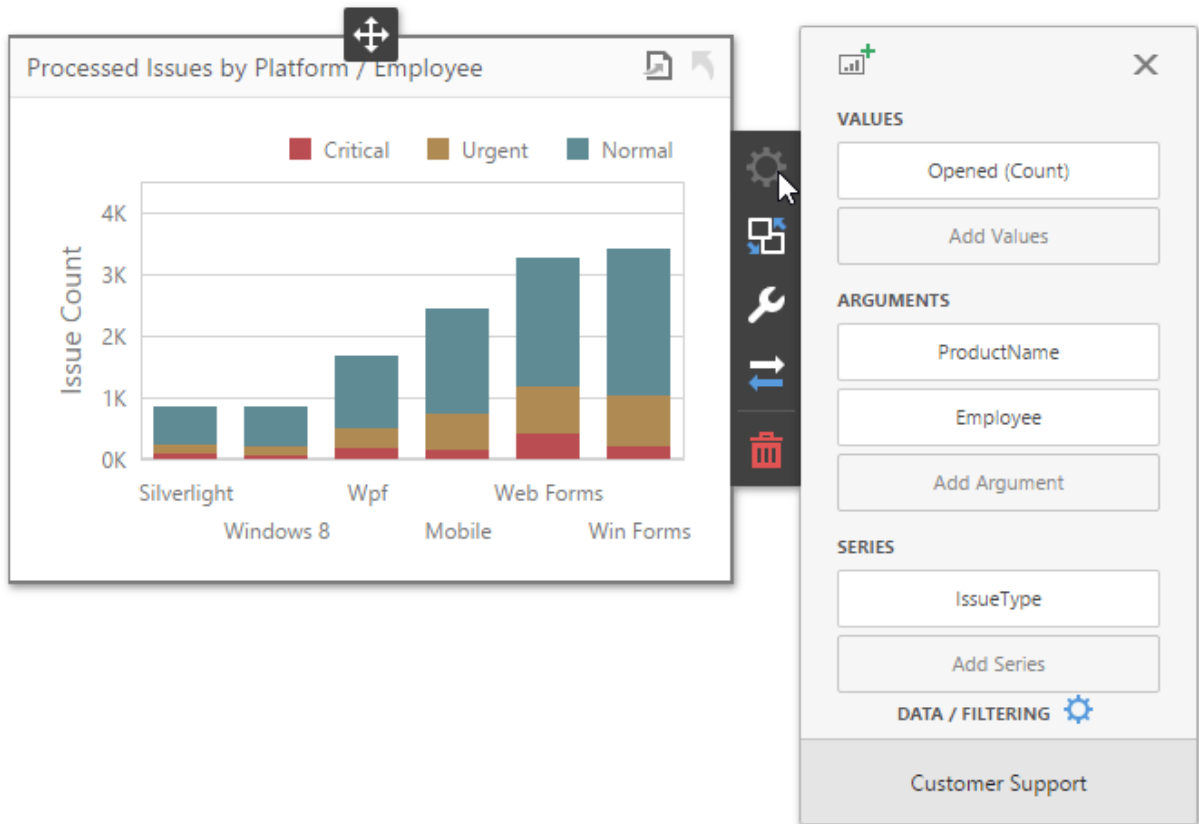 Processed Issues by Platform / Employee
Critical Urgent Normal
Issue Count
4K
3K
2K
1K
0K
Silverlight Wpf Web Forms
Windows 8 Mobile Win Forms
VALUES
Opened (Count)
Add Values
ARGUMENTS
ProductName
Employee
Add Argument
SERIES
IssueType
Add Series
DATA / FILTERING
Customer Support